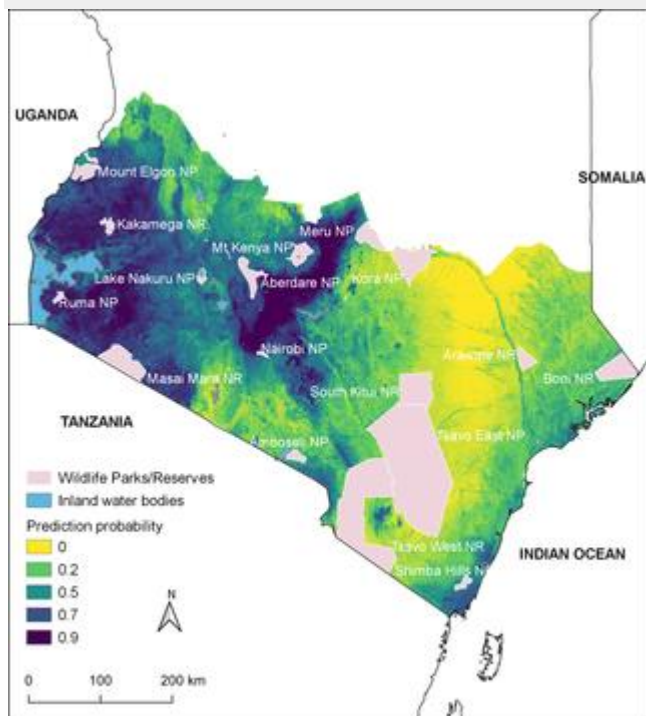 UGANDA
SOMALIA
Mount Elgon NP
Kakamega NR
Meru NP
Mt Kenya NP
Lake Nakuru NP
Aberdare NP
Kora NP
Ruma NP
Nairobi NP
Arawale NR
Masai Mara NR
South Kitui NR
Boni NR
TANZANIA
Tsavo East NP
Amboseli NP
Wildlife Parks/Reserves
Inland water bodies
Prediction probability
0
0.2
0.5
0.7
0.9
Tsavo West NR
INDIAN OCEAN
Shimba Hills N
N
0 100 200 km